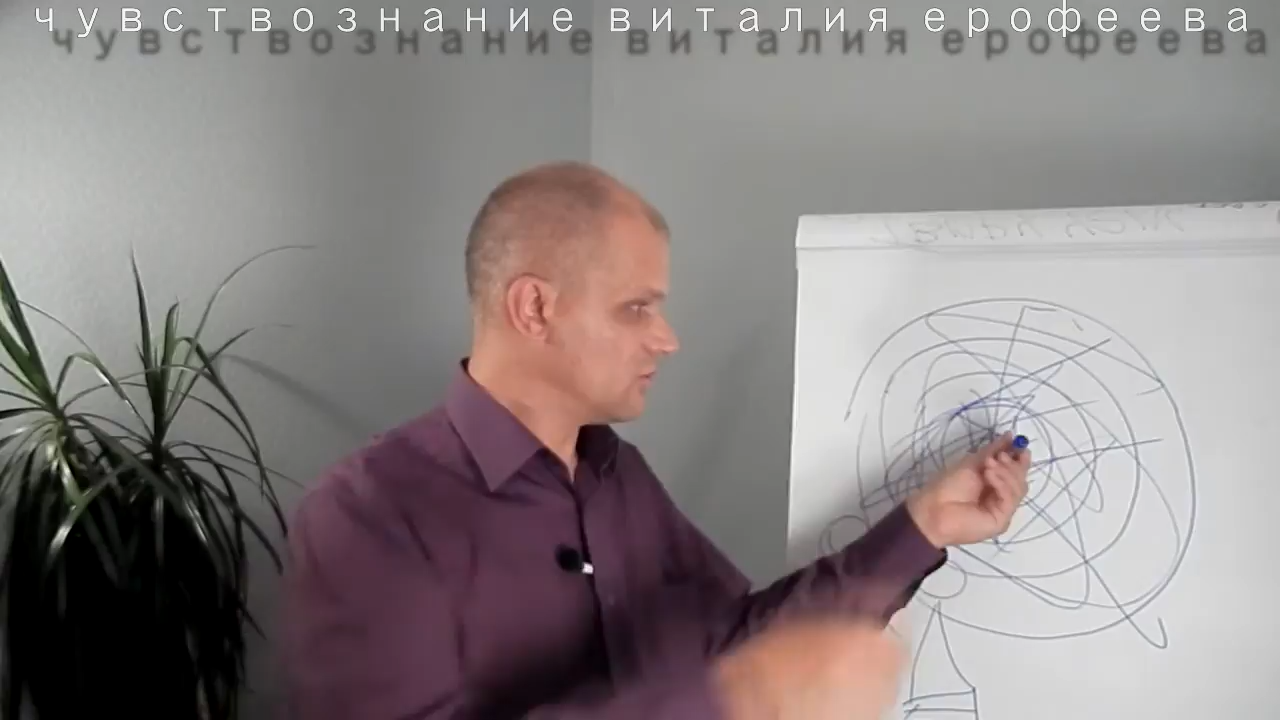 чувствознание виталия ерофеева